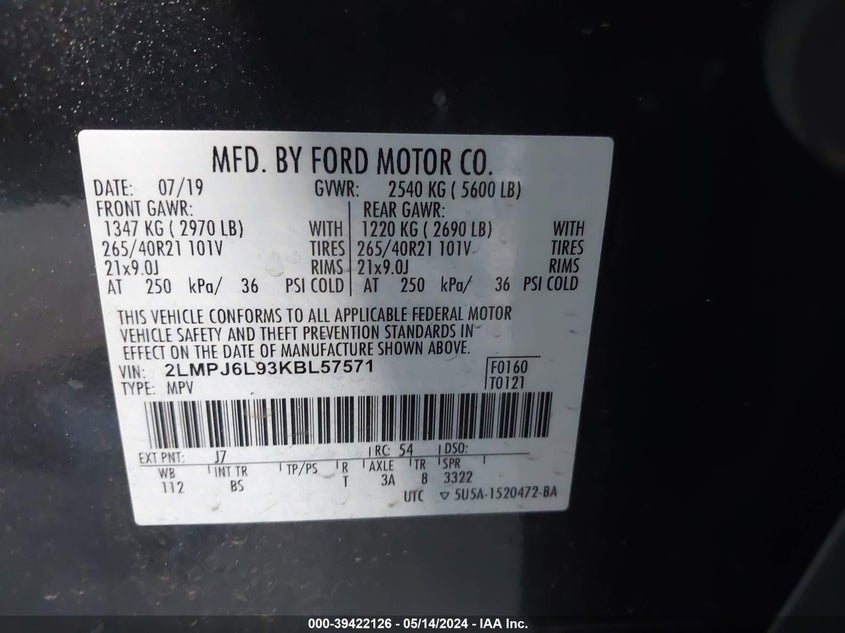 MFD. BY FORD MOTOR CO.
DATE: 07/19 GVWR: 2540 KG ( 5600 LB)
FRONT GAWR: REAR GAWR:
1347 KG ( 2970 LB) WITH 1220 KG ( 2690 LB) WITH
265/40R21 101V TIRES 265/40R21 101V TIRES
21x9.0J RIMS 21x9.0J RIMS
AT 250 kPa/ 36 PSI COLD AT 250 kPa/ 36 PSI COLD
THIS VEHICLE CONFORMS TO ALL APPLICABLE FEDERAL MOTOR
VEHICLE SAFETY AND THEFT PREVENTION STANDARDS IN
EFFECT ON THE DATE OF MANUFACTURE SHOWN ABOVE.
VIN: 2LMPJ6L93KBL57571 F0160
TYPE: MPV T0121
EXT PNT: J7 RC: 54 DSO:
WB INT TR TP/PS R AXLE TR SPR
112 BS T 3A 8 3322
UTC ▽ 5U5A-1520472-BA
000-39422126 - 05/14/2024 - IAA Inc.